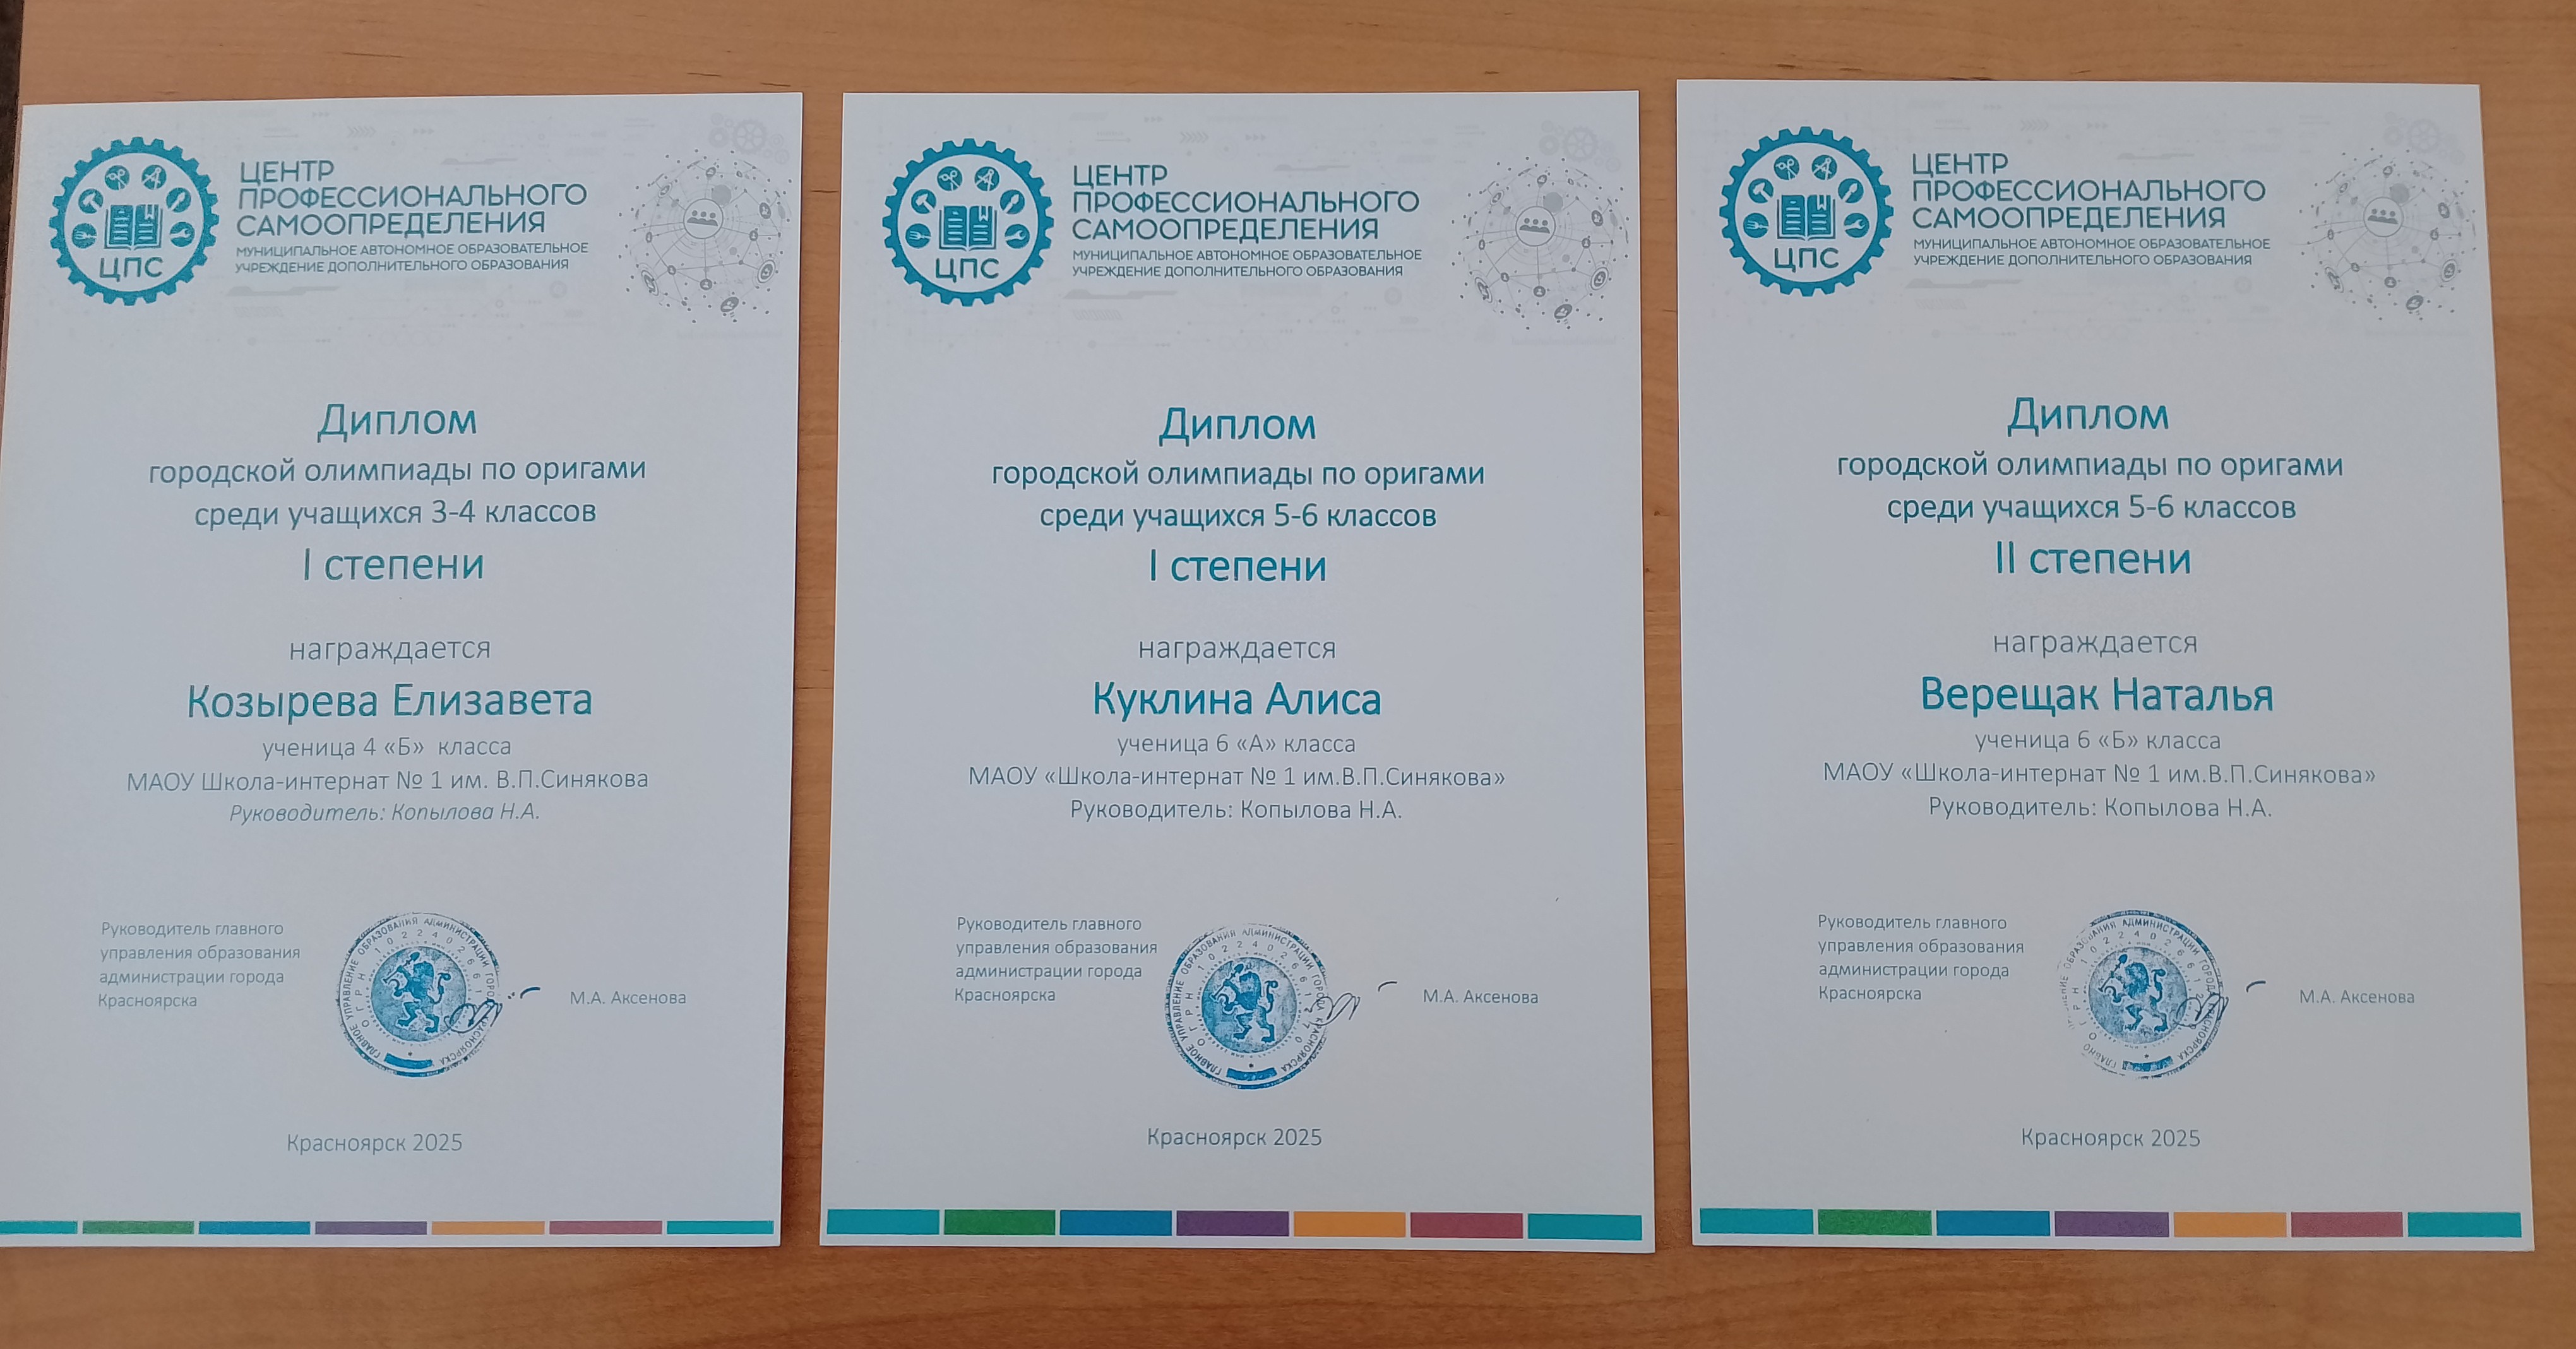 ЦЕНТР
ПРОФЕССИОНАЛЬНОГО
САМООПРЕДЕЛЕНИЯ
МУНИЦИПАЛЬНОЕ АВТОНОМНОЕ ОБРАЗОВАТЕЛЬНОЕ
УЧРЕЖДЕНИЕ ДОПОЛНИТЕЛЬНОГО ОБРАЗОВАНИЯ
ЦПС
Диплом
городской олимпиады по оригами
среди учащихся 3-4 классов
I степени
награждается
Козырева Елизавета
ученица 4 «Б» класса
МАОУ Школа-интернат № 1 им. В.П.Синякова
Руководитель: Копылова Н.А.
Руководитель главного
управления образования
администрации города
Красноярска
М.А. Аксенова
Красноярск 2025
ЦЕНТР
ПРОФЕССИОНАЛЬНОГО
САМООПРЕДЕЛЕНИЯ
МУНИЦИПАЛЬНОЕ АВТОНОМНОЕ ОБРАЗОВАТЕЛЬНОЕ
УЧРЕЖДЕНИЕ ДОПОЛНИТЕЛЬНОГО ОБРАЗОВАНИЯ
ЦПС
Диплом
городской олимпиады по оригами
среди учащихся 5-6 классов
I степени
награждается
Куклина Алиса
ученица 6 «А» класса
МАОУ «Школа-интернат № 1 им.В.П.Синякова»
Руководитель: Копылова Н.А.
Руководитель главного
управления образования
администрации города
Красноярска
М.А. Аксенова
Красноярск 2025
ЦЕНТР
ПРОФЕССИОНАЛЬНОГО
САМООПРЕДЕЛЕНИЯ
МУНИЦИПАЛЬНОЕ АВТОНОМНОЕ ОБРАЗОВАТЕЛЬНОЕ
УЧРЕЖДЕНИЕ ДОПОЛНИТЕЛЬНОГО ОБРАЗОВАНИЯ
ЦПС
Диплом
городской олимпиады по оригами
среди учащихся 5-6 классов
II степени
награждается
Верещак Наталья
ученица 6 «Б» класса
МАОУ «Школа-интернат № 1 им.В.П.Синякова»
Руководитель: Копылова Н.А.
Руководитель главного
управления образования
администрации города
Красноярска
М.А. Аксенова
Красноярск 2025